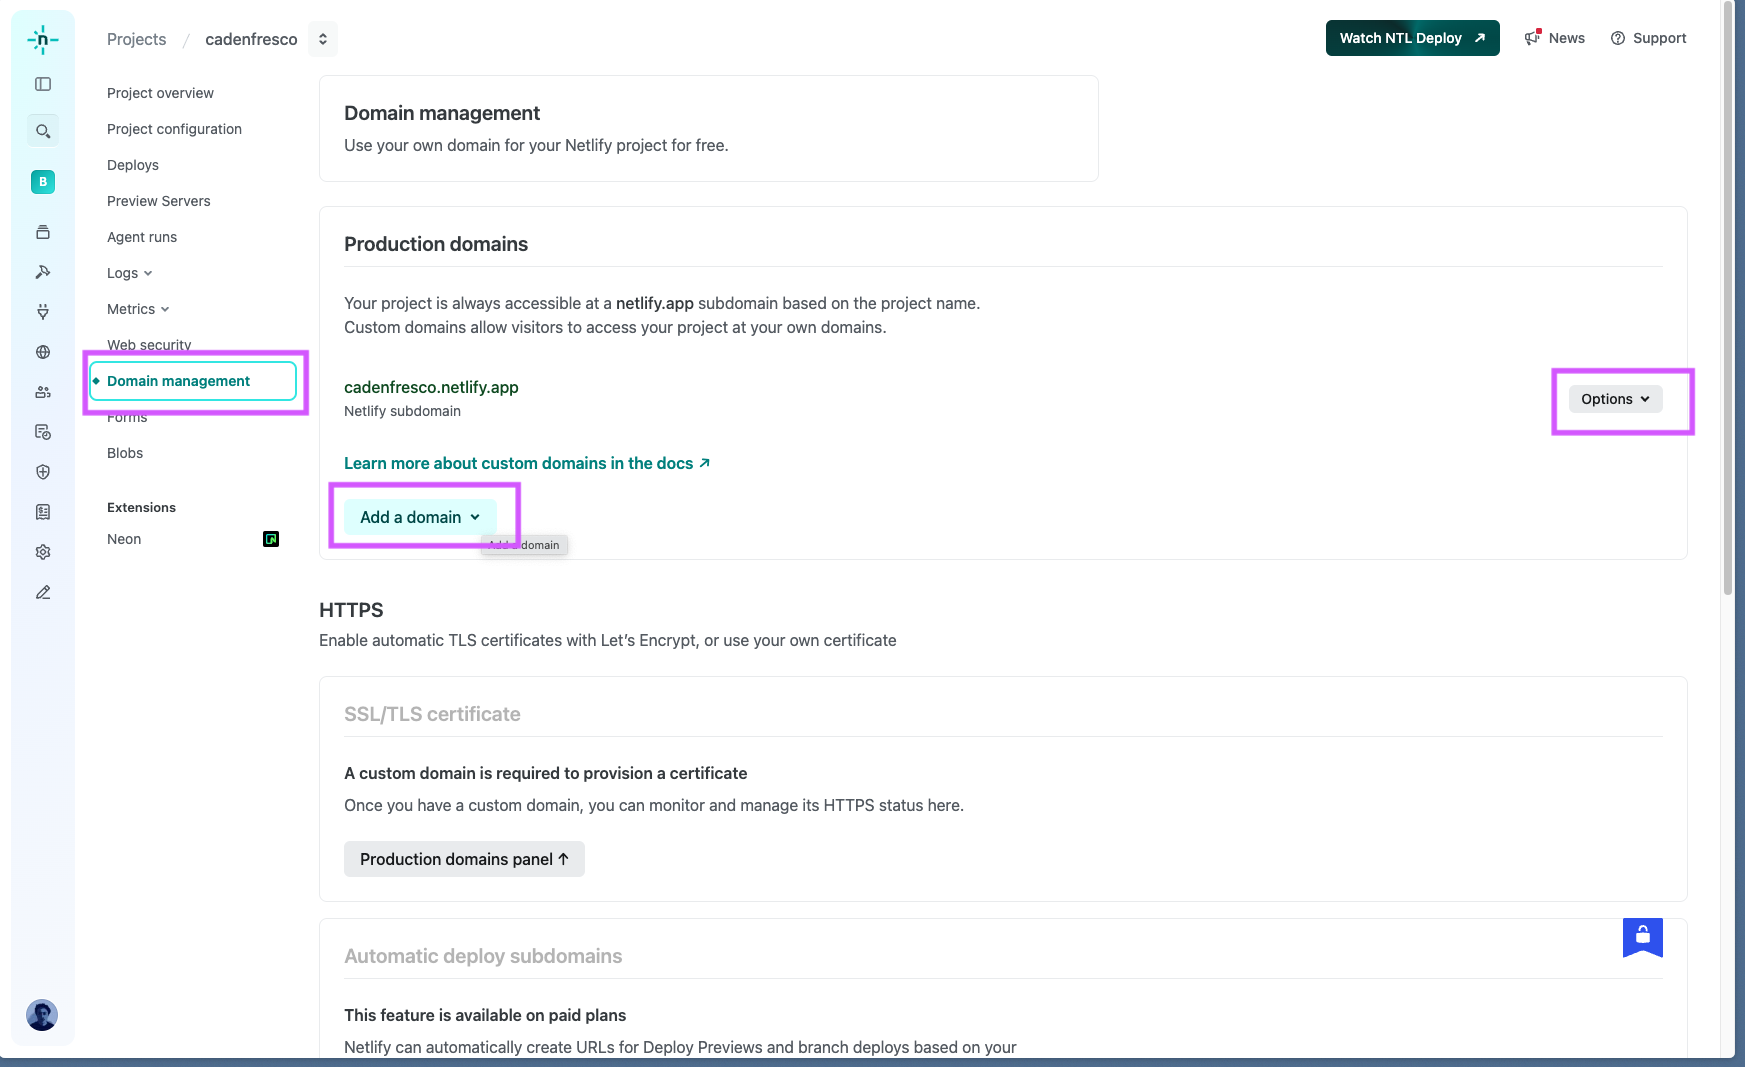 n
Projects / cadenfresco
Watch NTL Deploy
News
Support
B
Project overview
Project configuration
Deploys
Preview Servers
Agent runs
Logs
Metrics
Web security
Domain management
Forms
Blobs
Extensions
Neon
Domain management
Use your own domain for your Netlify project for free.
Production domains
Your project is always accessible at a netlify.app subdomain based on the project name.
Custom domains allow visitors to access your project at your own domains.
cadenfresco.netlify.app
Netlify subdomain
Options
Learn more about custom domains in the docs
Add a domain
Add a domain
HTTPS
Enable automatic TLS certificates with Let’s Encrypt, or use your own certificate
SSL/TLS certificate
A custom domain is required to provision a certificate
Once you have a custom domain, you can monitor and manage its HTTPS status here.
Production domains panel ↑
Automatic deploy subdomains
This feature is available on paid plans
Netlify can automatically create URLs for Deploy Previews and branch deploys based on your